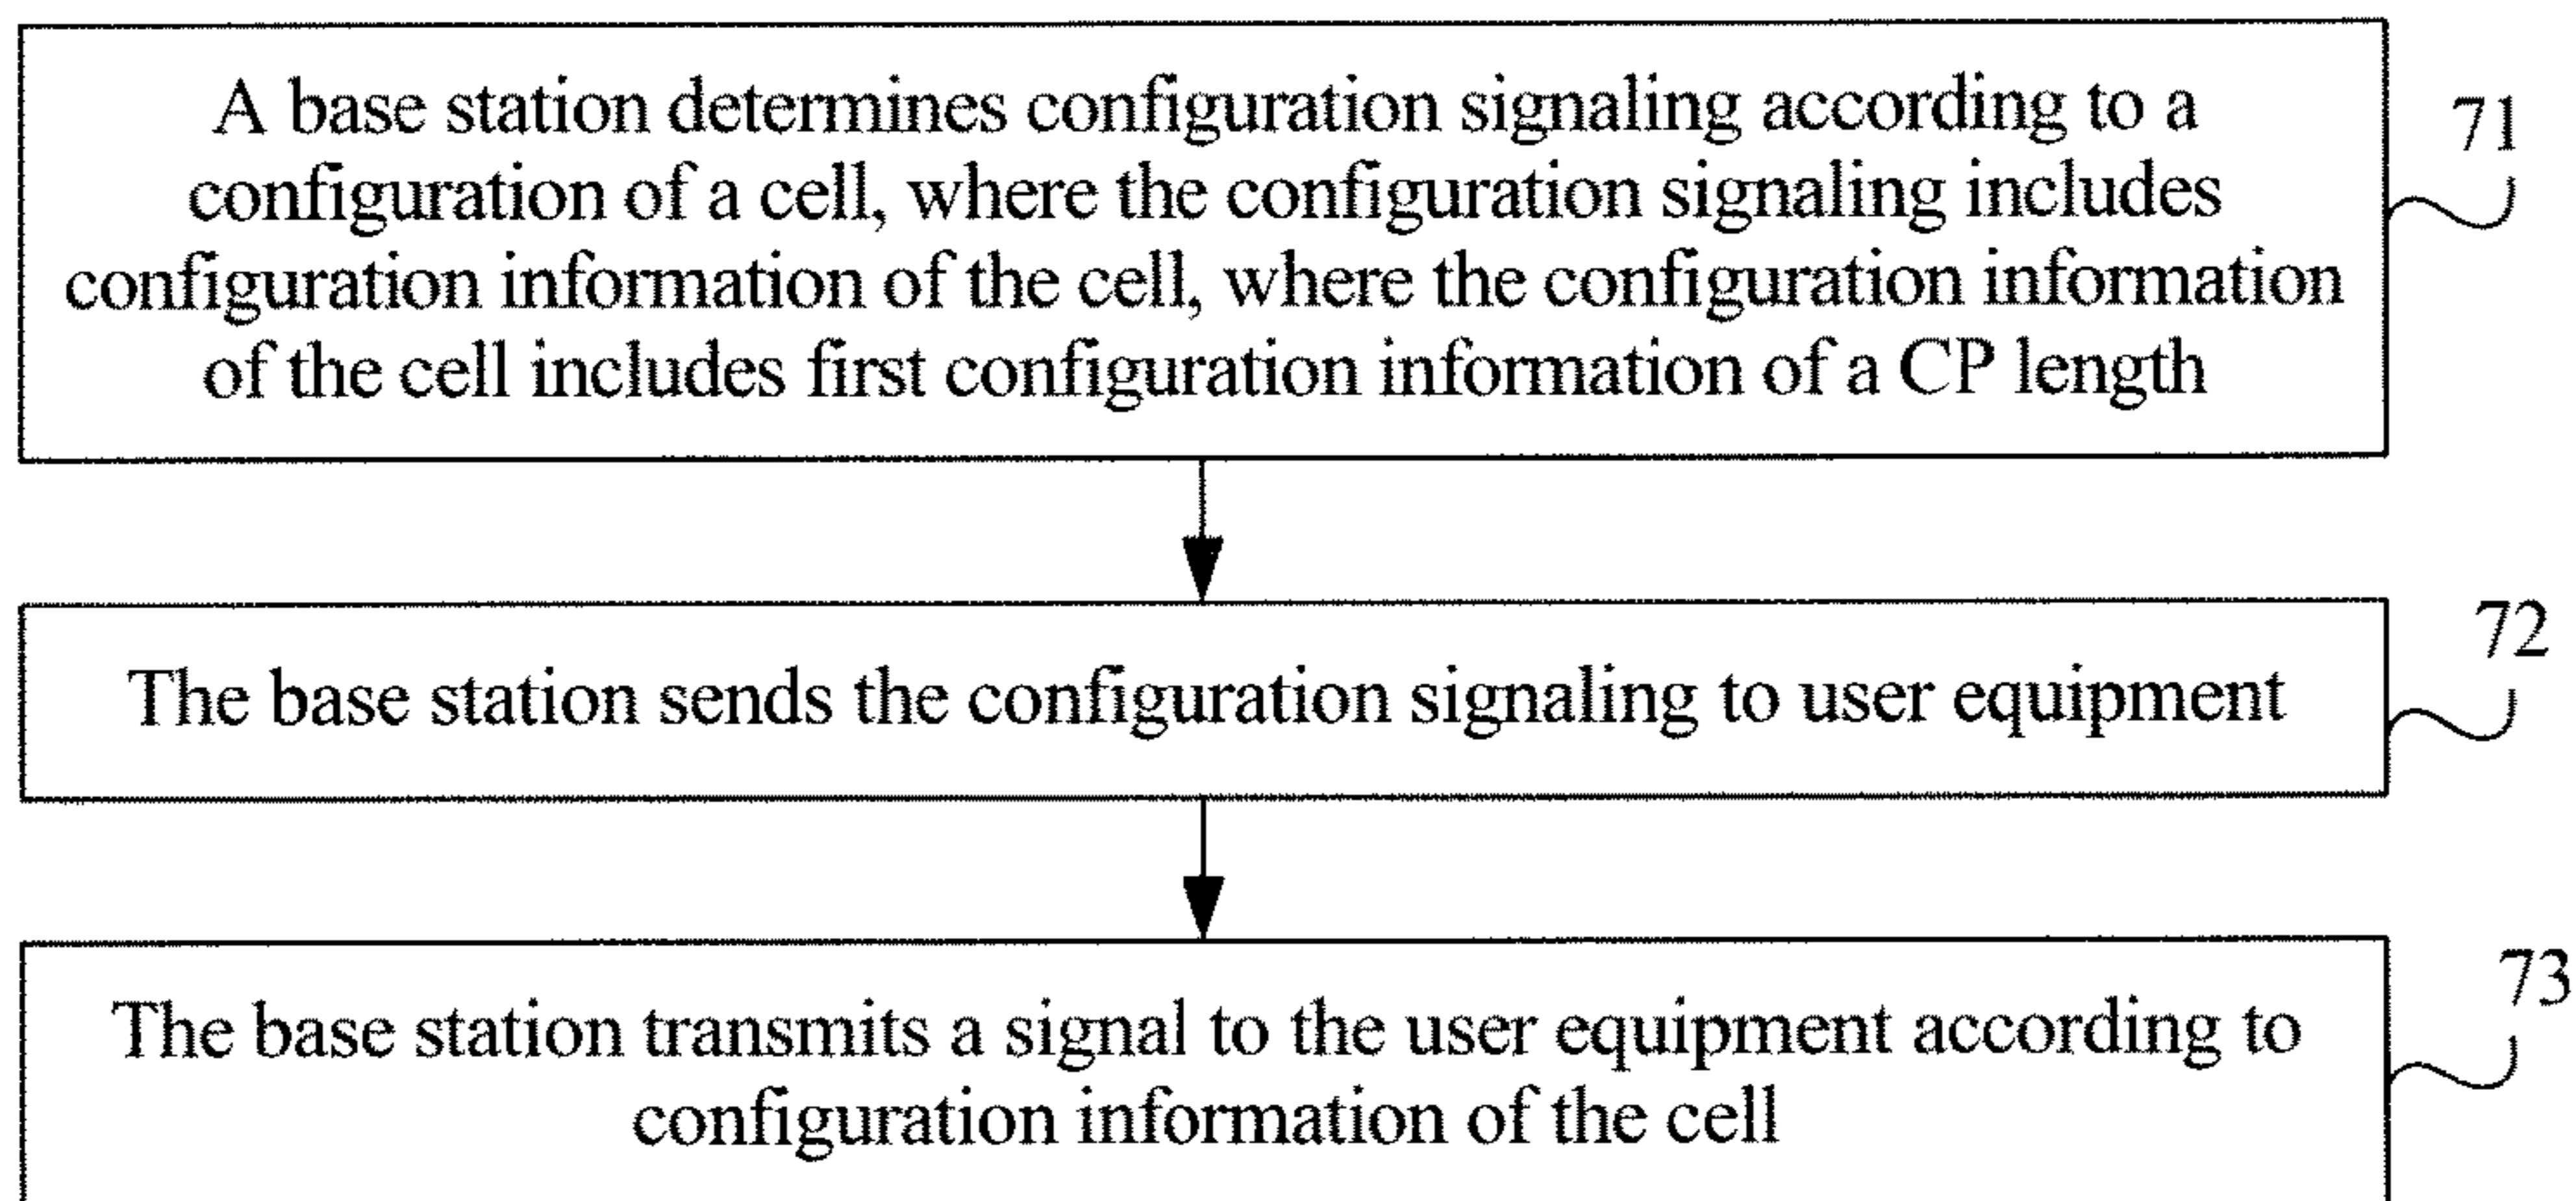 A base station determines configuration signaling according to a
configuration of a cell, where the configuration signaling includes
configuration information of the cell, where the configuration information
of the cell includes first configuration information of a CP length
71
The base station sends the configuration signaling to user equipment
72
The base station transmits a signal to the user equipment according to
configuration information of the cell
73